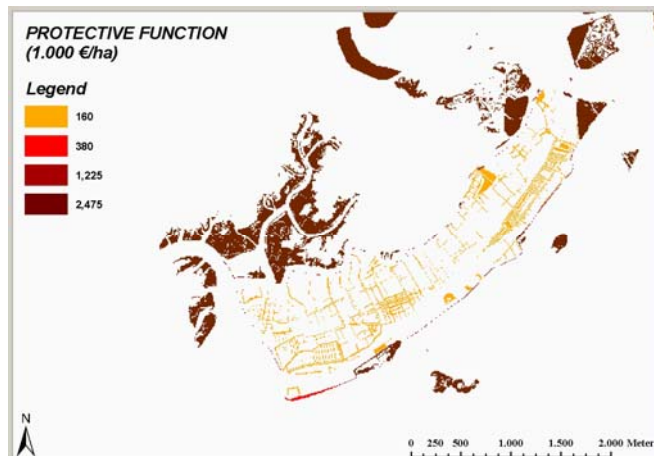 PROTECTIVE FUNCTION
(1.000 €/ha)
Legend
160
380
1,225
2,475
N
0 250 500 1.000 1.500 2.000 Meter